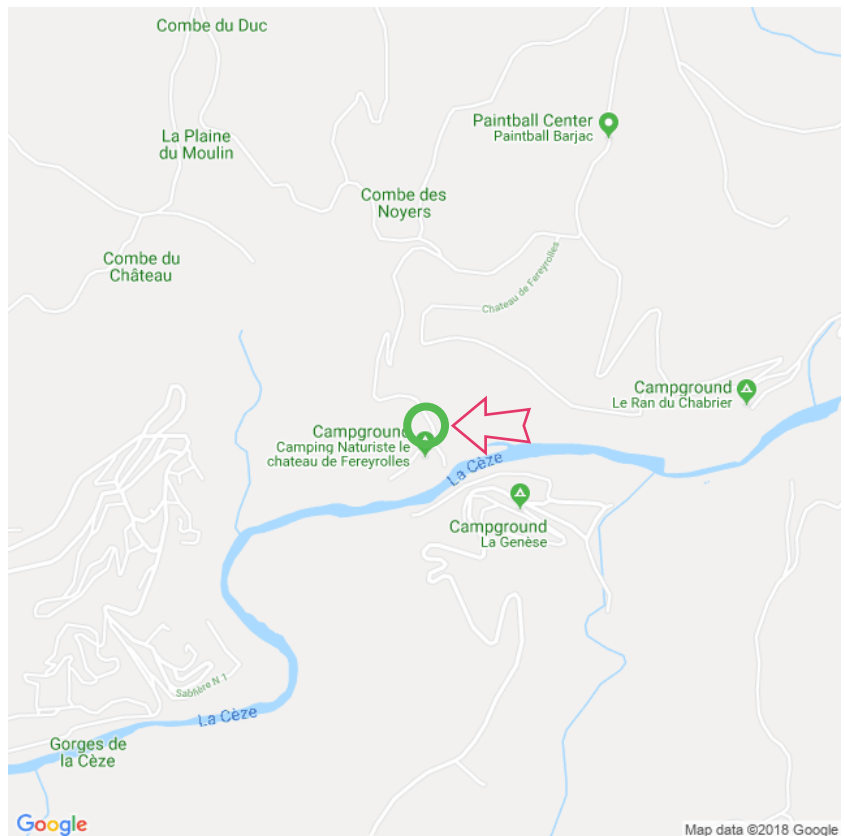 Combe du Duc
Paintball Center
Paintball Barjac
La Plaine
du Moulin
Combe des
Noyers
Combe du
Château
Chateau de Fereyrolles
Campground
Le Ran du Chabrier
Campground
Camping Naturiste le
chateau de Fereyrolles
La Cèze
Campground
La Genèse
Sablière N 1
La Cèze
Gorges de
la Cèze
Google
Map data ©2018 Google